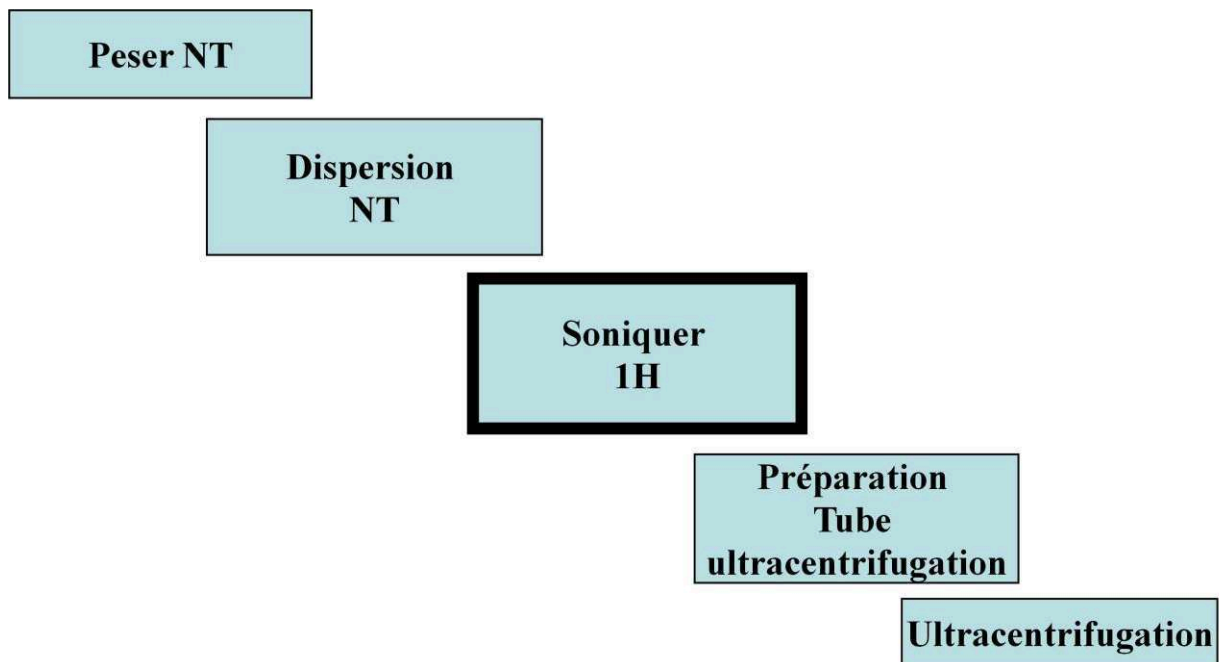 Peser NT
Dispersion
NT
Soniquer
1H
Préparation
Tube
ultracentrifugation
Ultracentrifugation